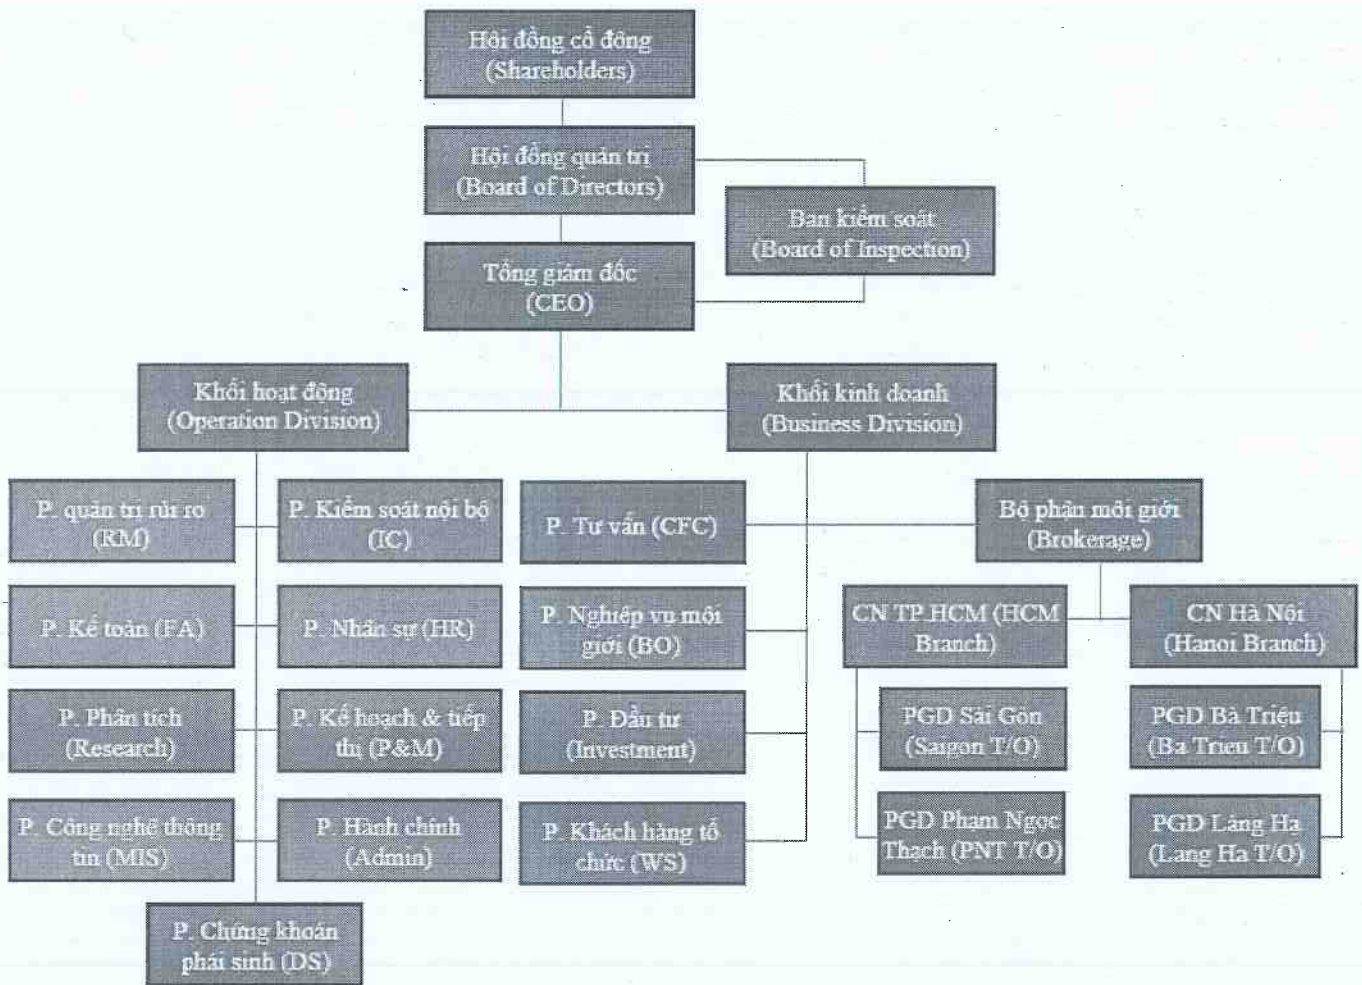 Hội đồng cổ đông
(Shareholders)
Hội đồng quản trị
(Board of Directors)
Ban kiểm soát
(Board of Inspection)
Tổng giám đốc
(CEO)
Khối hoạt động
(Operation Division)
Khối kinh doanh
(Business Division)
P. quản trị rủi ro
(RM)
P. Kiểm soát nội bộ
(IC)
P. Tư vấn (CFC)
Bộ phận môi giới
(Brokerage)
P. Kế toán (FA)
P. Nhân sự (HR)
P. Nghiệp vụ môi
giới (BO)
CN TP.HCM (HCM
Branch)
CN Hà Nội
(Hanoi Branch)
P. Phân tích
(Research)
P. Kế hoạch & tiếp
thị (P&M)
P. Đầu tư
(Investment)
PGD Sài Gòn
(Saigon T/O)
PGD Bà Triệu
(Ba Trieu T/O)
P. Công nghệ thông
tin (MIS)
P. Hành chính
(Admin)
P. Khách hàng tổ
chức (WS)
PGD Phạm Ngọc
Thạch (PNT T/O)
PGD Láng Hạ
(Lang Ha T/O)
P. Chứng khoán
phái sinh (DS)